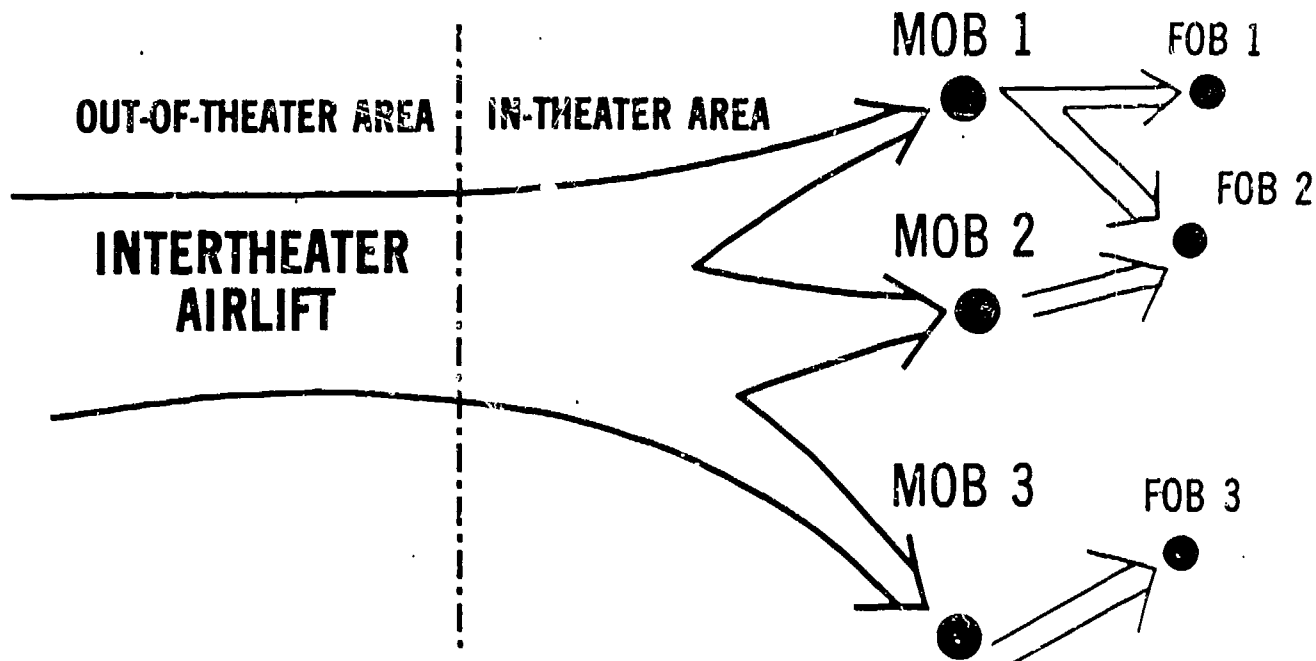 MOB 1
FOB 1
OUT-OF-THEATER AREA
IN-THEATER AREA
FOB 2
INTERTHEATER
AIRLIFT
MOB 2
MOB 3
FOB 3